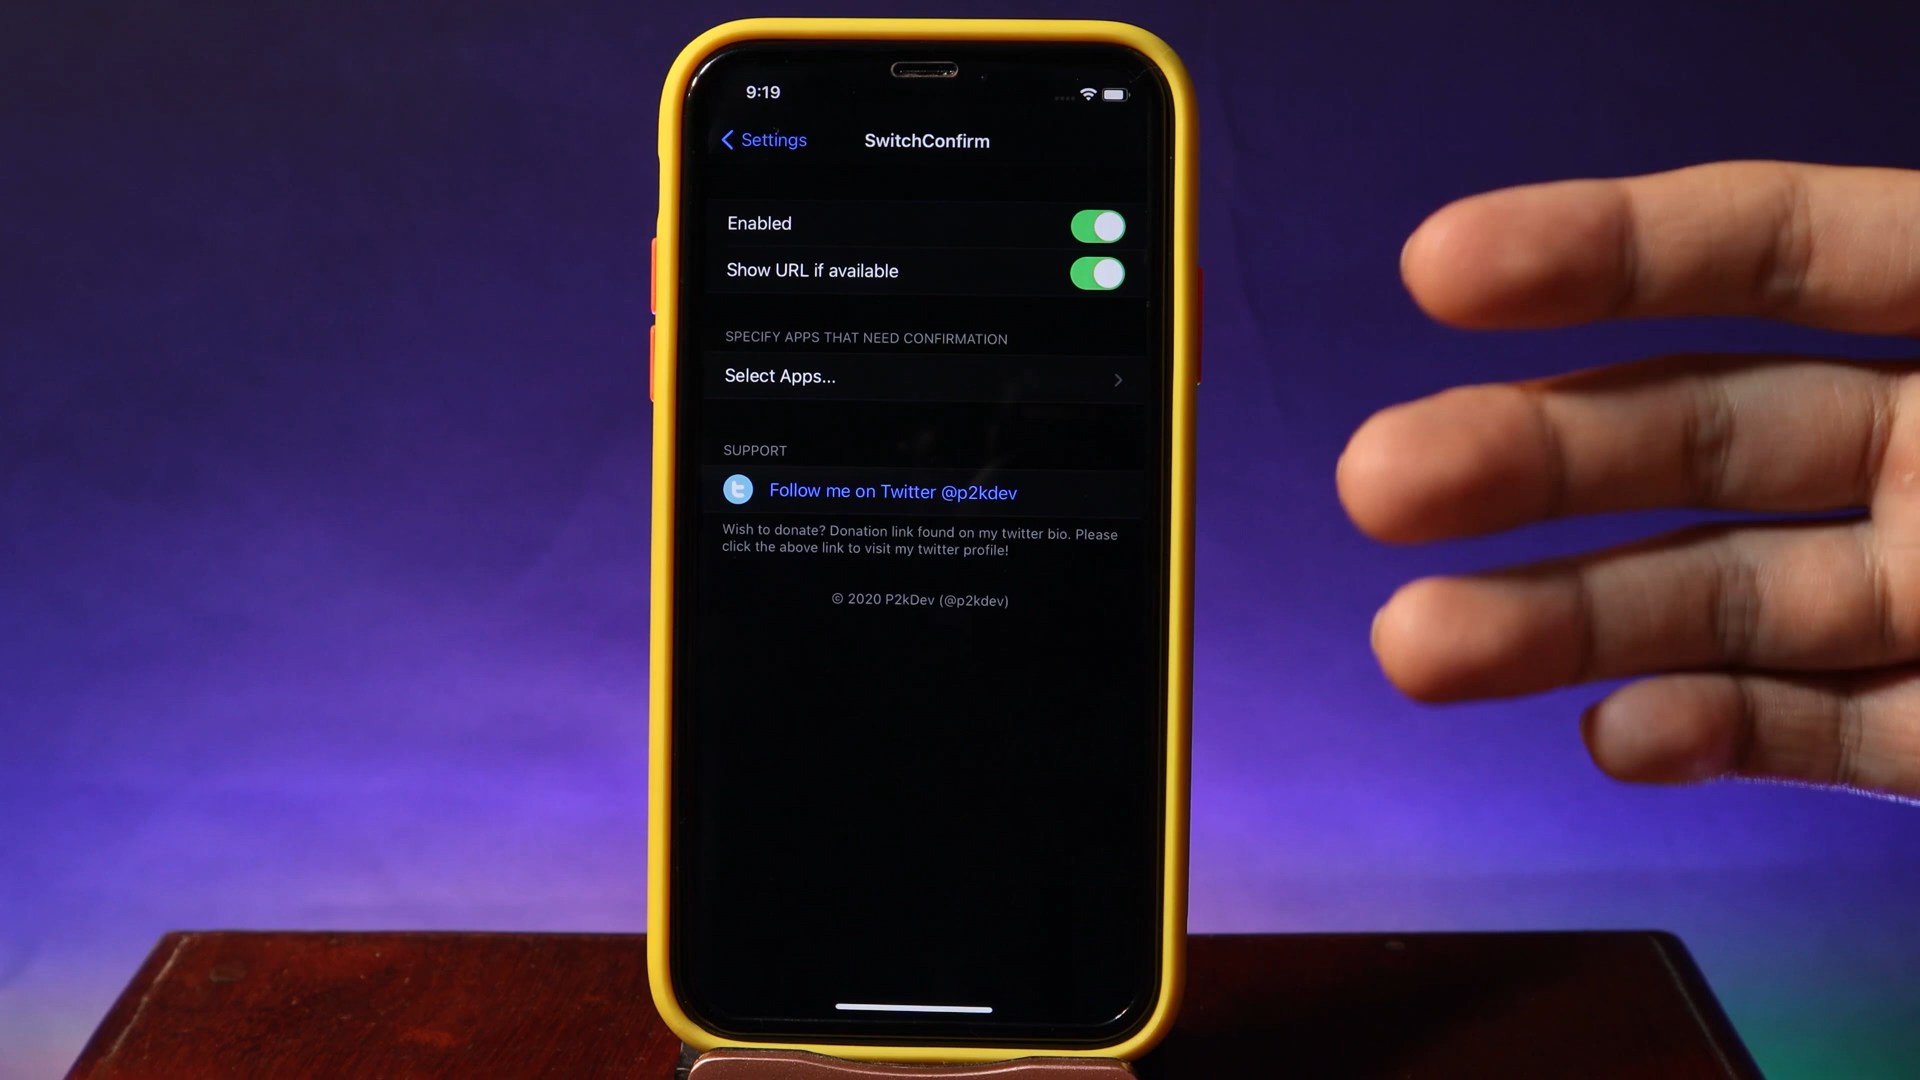 9:19
Settings
SwitchConfirm
Enabled
Show URL if available
SPECIFY APPS THAT NEED CONFIRMATION
Select Apps...
SUPPORT
Follow me on Twitter @p2kdev
Wish to donate? Donation link found on my twitter bio. Please
click the above link to visit my twitter profile!
© 2020 P2kDev (@p2kdev)